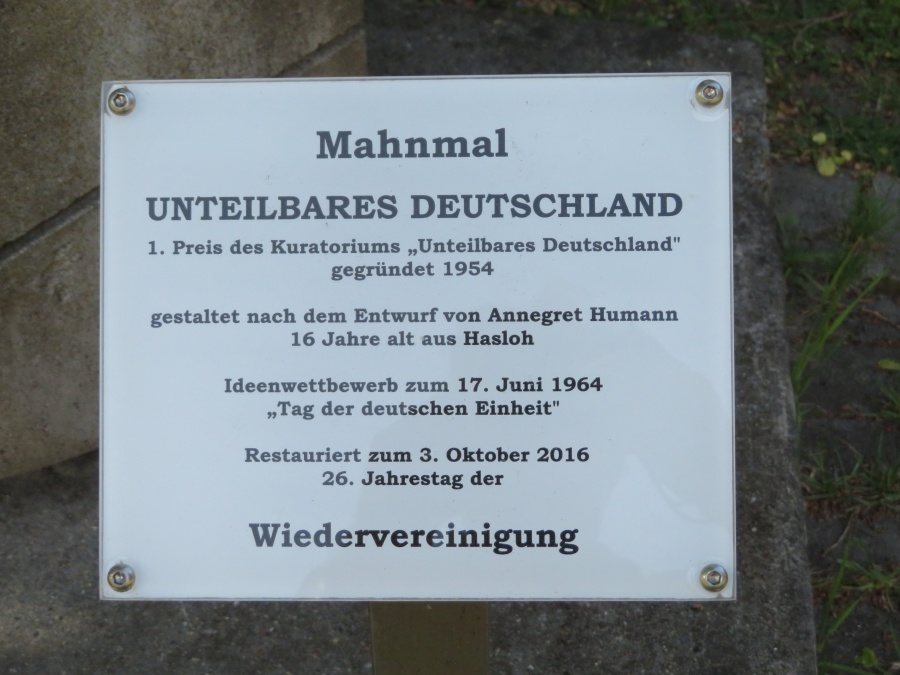 Mahnmal
UNTEILBARES DEUTSCHLAND
1. Preis des Kuratoriums „Unteilbares Deutschland"
gegründet 1954
gestaltet nach dem Entwurf von Annegret Humann
16 Jahre alt aus Hasloh
Ideenwettbewerb zum 17. Juni 1964
„Tag der deutschen Einheit"
Restauriert zum 3. Oktober 2016
26. Jahrestag der
Wiedervereinigung